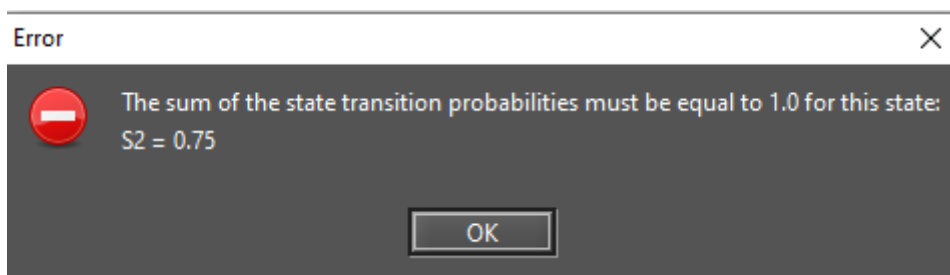 Error
The sum of the state transition probabilities must be equal to 1.0 for this state:
S2 = 0.75
OK